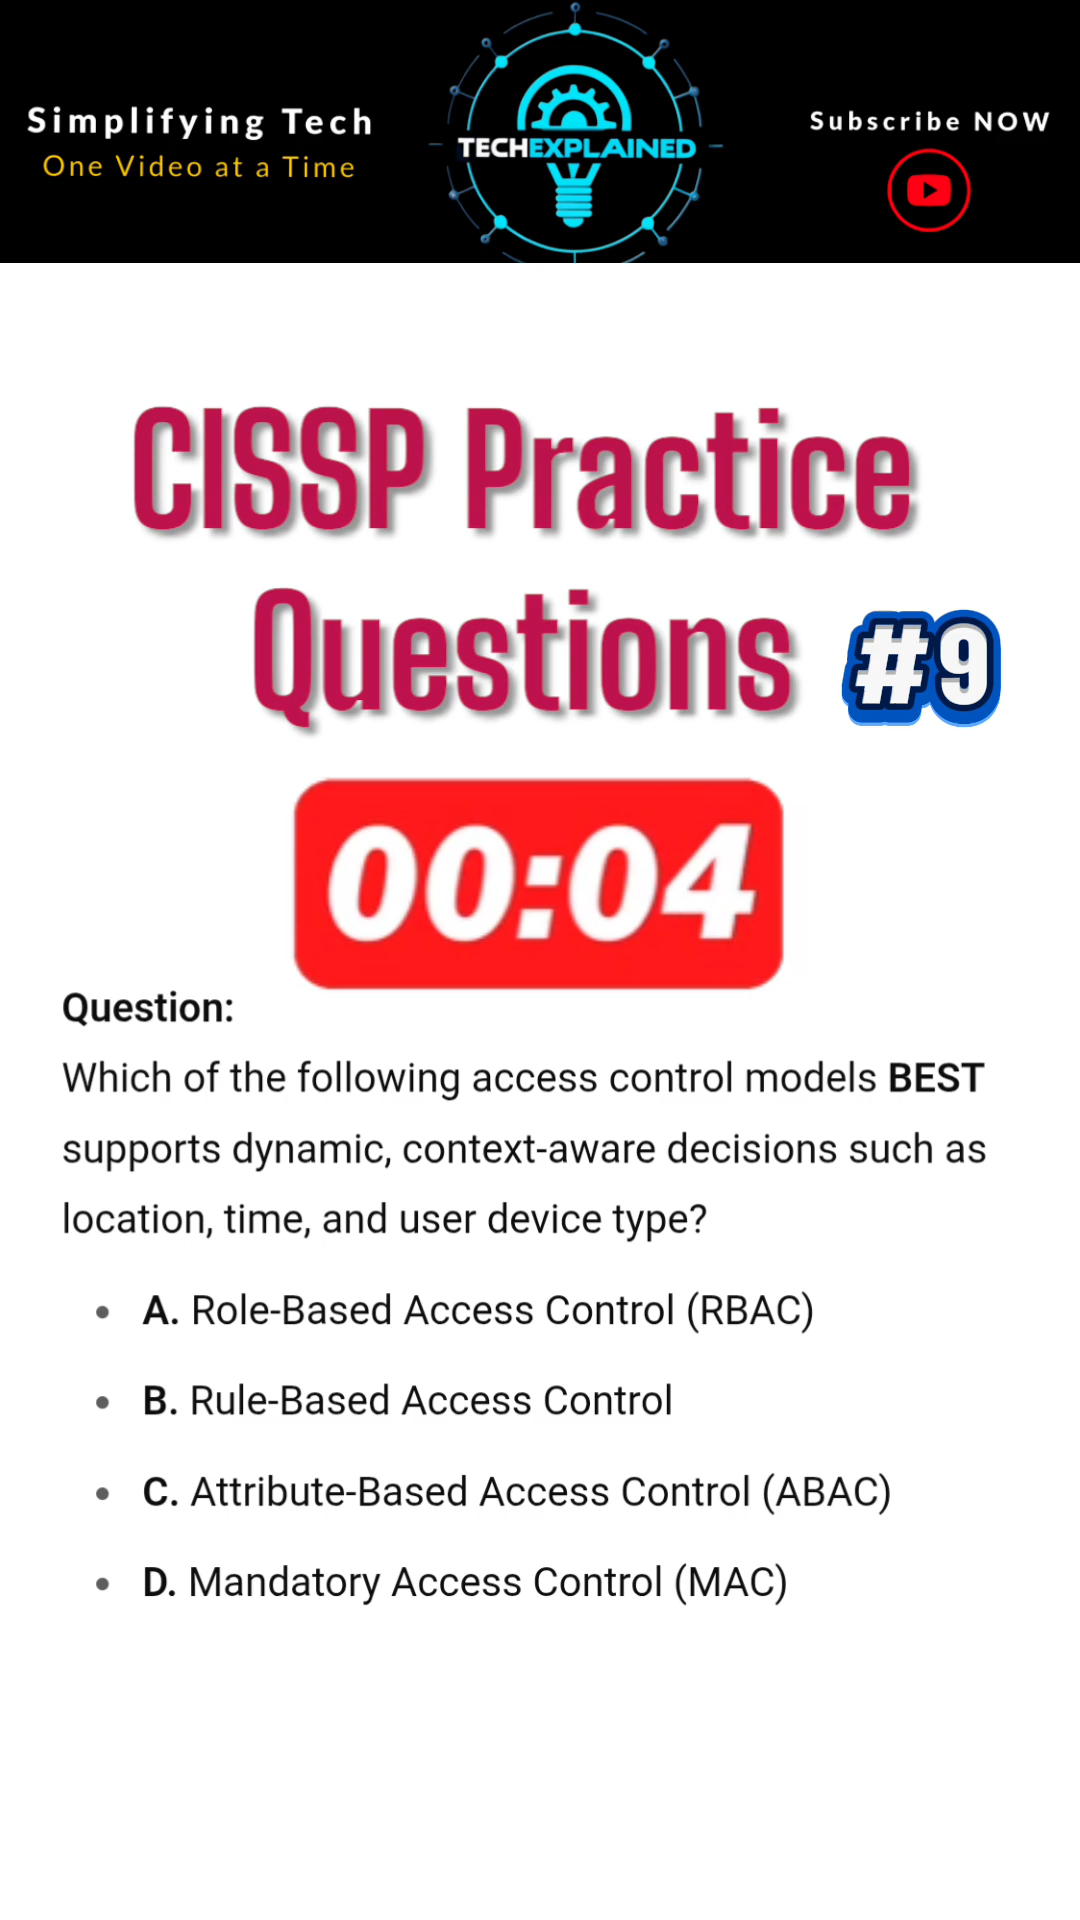 Simplifying Tech
One Video at a Time
TECHEXPLAINED
Subscribe NOW
CISSP Practice
Questions #9
00:04
Question:
Which of the following access control models BEST
supports dynamic, context-aware decisions such as
location, time, and user device type?
• A. Role-Based Access Control (RBAC)
• B. Rule-Based Access Control
• C. Attribute-Based Access Control (ABAC)
• D. Mandatory Access Control (MAC)